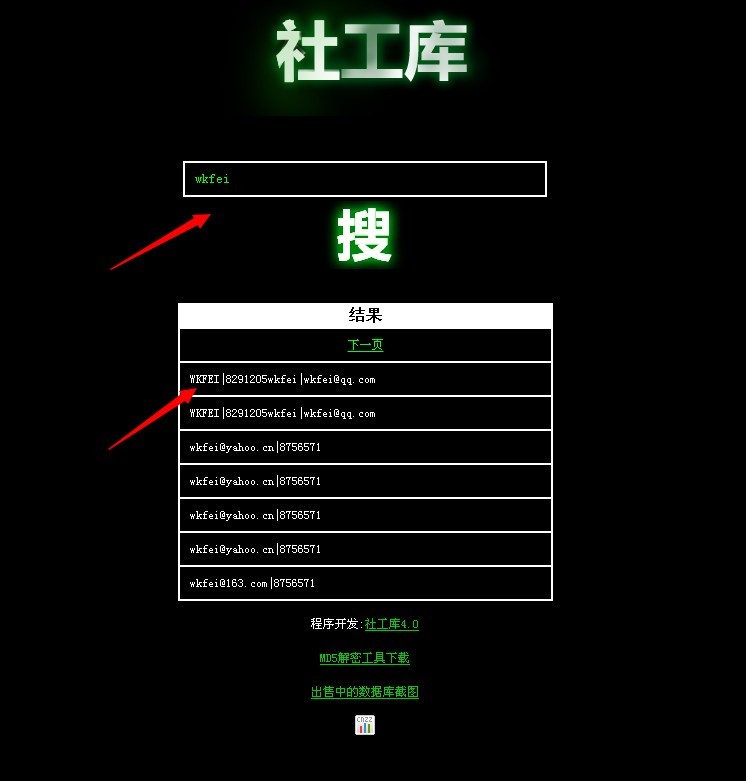 社工库
wkfei
搜
结果
下一页
WKFEI|8291205wkfei|wkfei@qq.com
WKFEI|8291205wkfei|wkfei@qq.com
wkfei@yahoo.cn|8756571
wkfei@yahoo.cn|8756571
wkfei@yahoo.cn|8756571
wkfei@yahoo.cn|8756571
wkfei@163.com|8756571
程序开发:社工库4.0
MD5解密工具下载
出售中的数据库截图
CNZZ